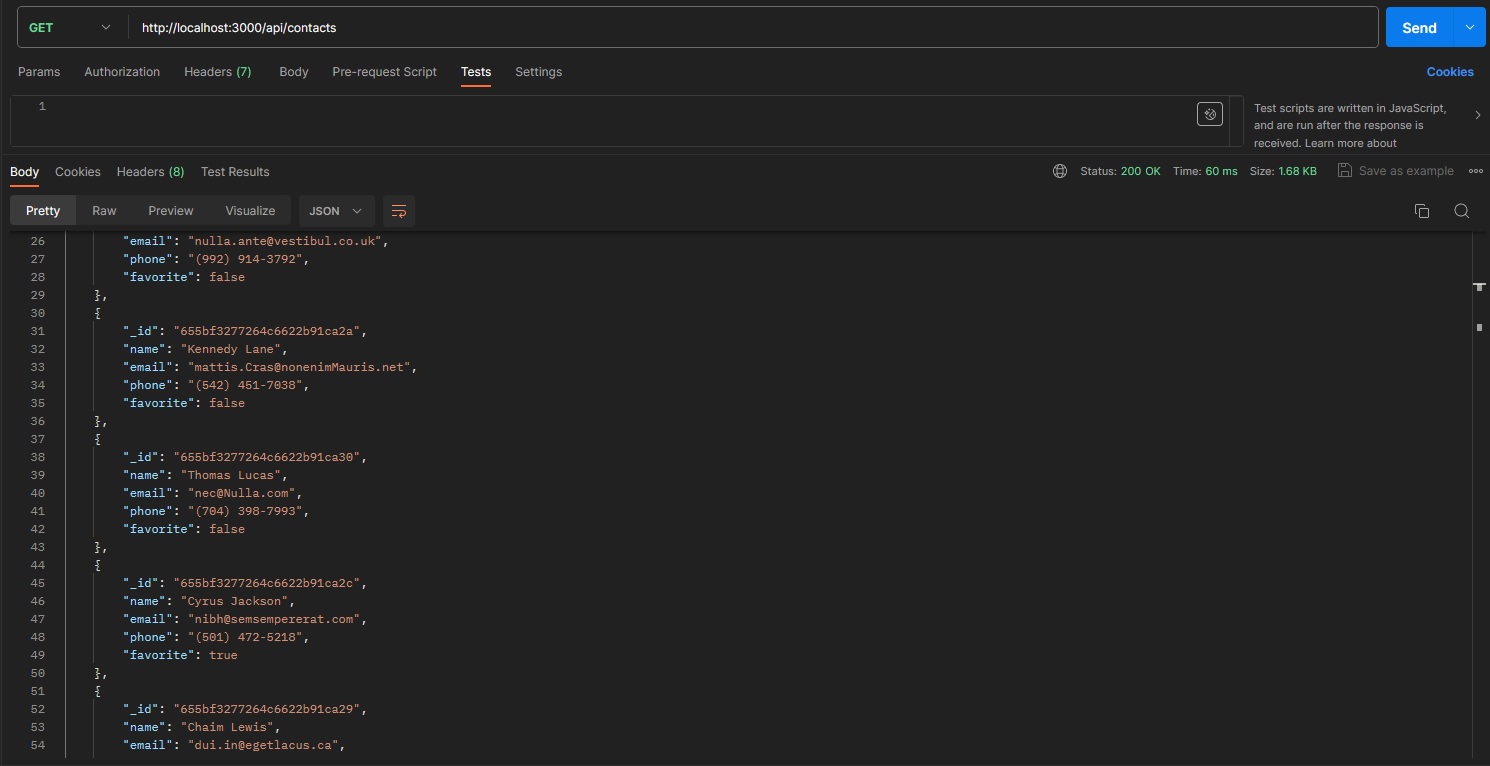 GET http://localhost:3000/api/contacts Send
Params Authorization Headers (7) Body Pre-request Script Tests Settings Cookies
1
Test scripts are written in JavaScript,
and are run after the response is
received. Learn more about
Body Cookies Headers (8) Test Results Status: 200 OK Time: 60 ms Size: 1.68 KB Save as example
Pretty Raw Preview Visualize JSON
26 "email": "nulla.ante@vestibul.co.uk",
27 "phone": "(992) 914-3792",
28 "favorite": false
29 },
30 {
31 "_id": "655bf3277264c6622b91ca2a",
32 "name": "Kennedy Lane",
33 "email": "mattis.Cras@nonenimMauris.net",
34 "phone": "(542) 451-7038",
35 "favorite": false
36 },
37 {
38 "_id": "655bf3277264c6622b91ca30",
39 "name": "Thomas Lucas",
40 "email": "nec@Nulla.com",
41 "phone": "(704) 398-7993",
42 "favorite": false
43 },
44 {
45 "_id": "655bf3277264c6622b91ca2c",
46 "name": "Cyrus Jackson",
47 "email": "nibh@semsempererat.com",
48 "phone": "(501) 472-5218",
49 "favorite": true
50 },
51 {
52 "_id": "655bf3277264c6622b91ca29",
53 "name": "Chaim Lewis",
54 "email": "dui.in@egetlacus.ca",